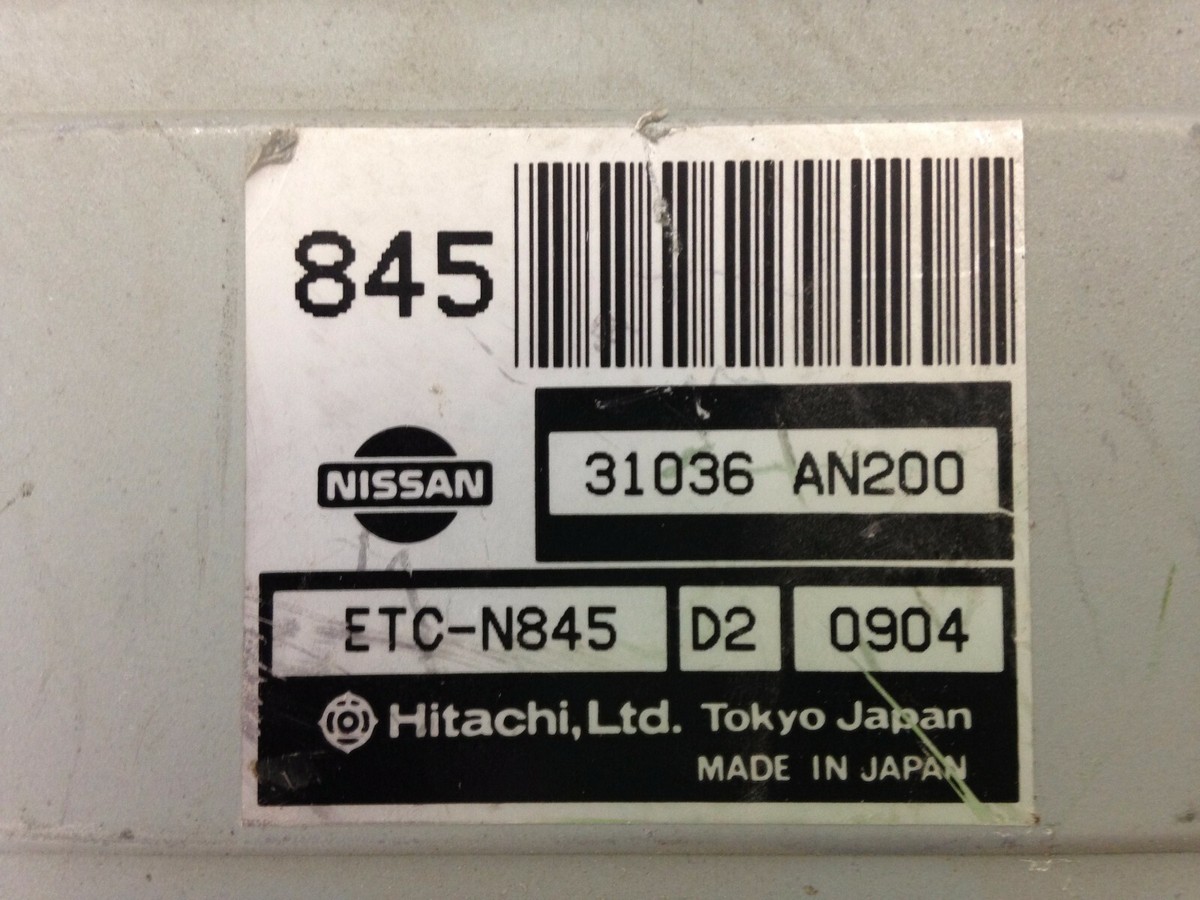 845
NISSAN
31036 AN200
ETC-N845 D2 0904
Hitachi,Ltd. Tokyo Japan
MADE IN JAPAN